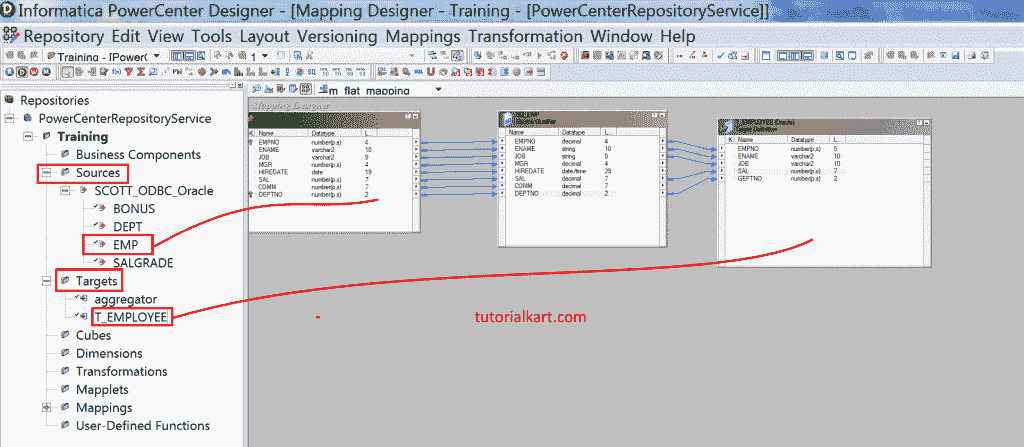 Informatica PowerCenter Designer - [Mapping Designer - Training - [PowerCenterRepositoryService]]
Repository Edit View Tools Layout Versioning Mappings Transformation Window Help
Training - [Power(
m_flat_mapping
Repositories
PowerCenterRepositoryService
Training
Business Components
Sources
SCOTT_ODBC_Oracle
BONUS
DEPT
EMP
SALGRADE
Targets
aggregator
T_EMPLOYEE
Cubes
Dimensions
Transformations
Mapplets
Mappings
User-Defined Functions
Mapping Designer
K Name Datatype L...
EMPNO number(p,s) 4
ENAME varchar2 10
JOB varchar2 9
MGR number(p,s) 4
HIREDATE date 19
SAL number(p,s) 7
COMM number(p,s) 7
DEPTNO number(p,s) 2
SQ_EMP
Source Qualifier
Name Datatype L...
EMPNO decimal 4
ENAME string 10
JOB string 9
MGR decimal 4
HIREDATE date/time 29
SAL decimal 7
COMM decimal 7
DEPTNO decimal 2
T_EMPLOYEE (Oracle)
Target Definition
K Name Datatype L...
EMPNO number(p,s) 5
ENAME varchar2 10
JOB varchar2 10
SAL number(p,s) 7
GEPTNO number(p,s) 2
tutorialkart.com